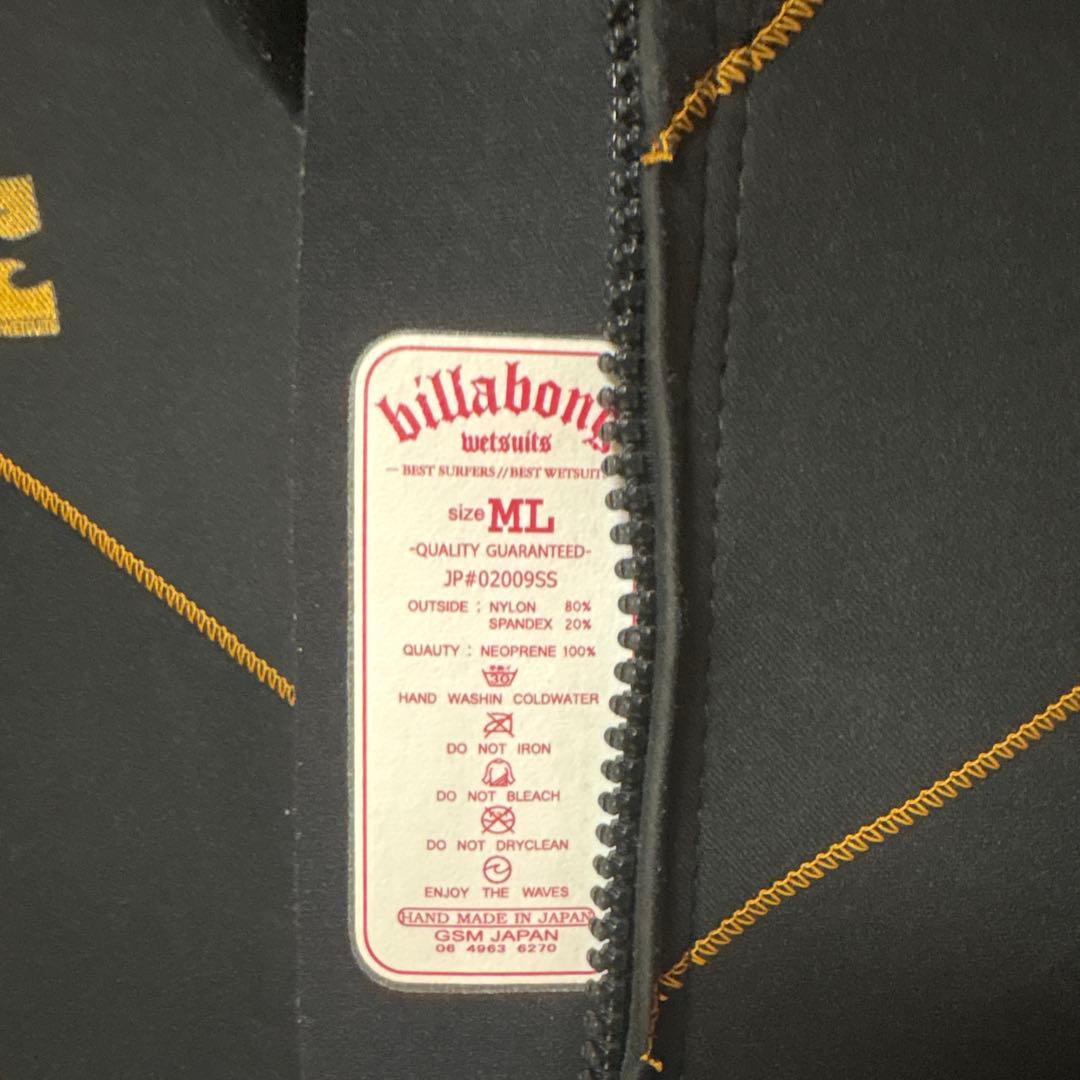 WETSUITS
billabong
wetsuits
— BEST SURFERS//BEST WETSUIT
size ML
-QUALITY GUARANTEED-
JP#02009SS
OUTSIDE : NYLON 80%
SPANDEX 20%
QUAUTY : NEOPRENE 100%
30
HAND WASHIN COLDWATER
DO NOT IRON
DO NOT BLEACH
DO NOT DRYCLEAN
ENJOY THE WAVES
HAND MADE IN JAPAN
GSM JAPAN
06 4963 6270